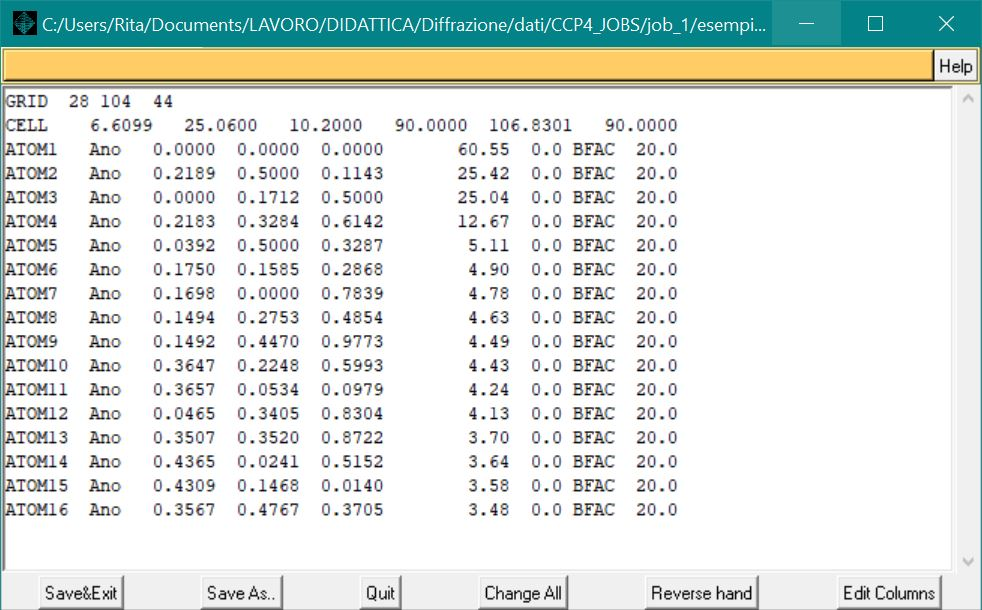 C:/Users/Rita/Documents/LAVORO/DIDATTICA/Diffrazione/dati/CCP4_JOBS/job_1/esempi...
Help
GRID 28 104 44
CELL 6.6099 25.0600 10.2000 90.0000 106.8301 90.0000
ATOM1 Ano 0.0000 0.0000 0.0000 60.55 0.0 BFAC 20.0
ATOM2 Ano 0.2189 0.5000 0.1143 25.42 0.0 BFAC 20.0
ATOM3 Ano 0.0000 0.1712 0.5000 25.04 0.0 BFAC 20.0
ATOM4 Ano 0.2183 0.3284 0.6142 12.67 0.0 BFAC 20.0
ATOM5 Ano 0.0392 0.5000 0.3287 5.11 0.0 BFAC 20.0
ATOM6 Ano 0.1750 0.1585 0.2868 4.90 0.0 BFAC 20.0
ATOM7 Ano 0.1698 0.0000 0.7839 4.78 0.0 BFAC 20.0
ATOM8 Ano 0.1494 0.2753 0.4854 4.63 0.0 BFAC 20.0
ATOM9 Ano 0.1492 0.4470 0.9773 4.49 0.0 BFAC 20.0
ATOM10 Ano 0.3647 0.2248 0.5993 4.43 0.0 BFAC 20.0
ATOM11 Ano 0.3657 0.0534 0.0979 4.24 0.0 BFAC 20.0
ATOM12 Ano 0.0465 0.3405 0.8304 4.13 0.0 BFAC 20.0
ATOM13 Ano 0.3507 0.3520 0.8722 3.70 0.0 BFAC 20.0
ATOM14 Ano 0.4365 0.0241 0.5152 3.64 0.0 BFAC 20.0
ATOM15 Ano 0.4309 0.1468 0.0140 3.58 0.0 BFAC 20.0
ATOM16 Ano 0.3567 0.4767 0.3705 3.48 0.0 BFAC 20.0
Save&Exit Save As.. Quit Change All Reverse hand Edit Columns